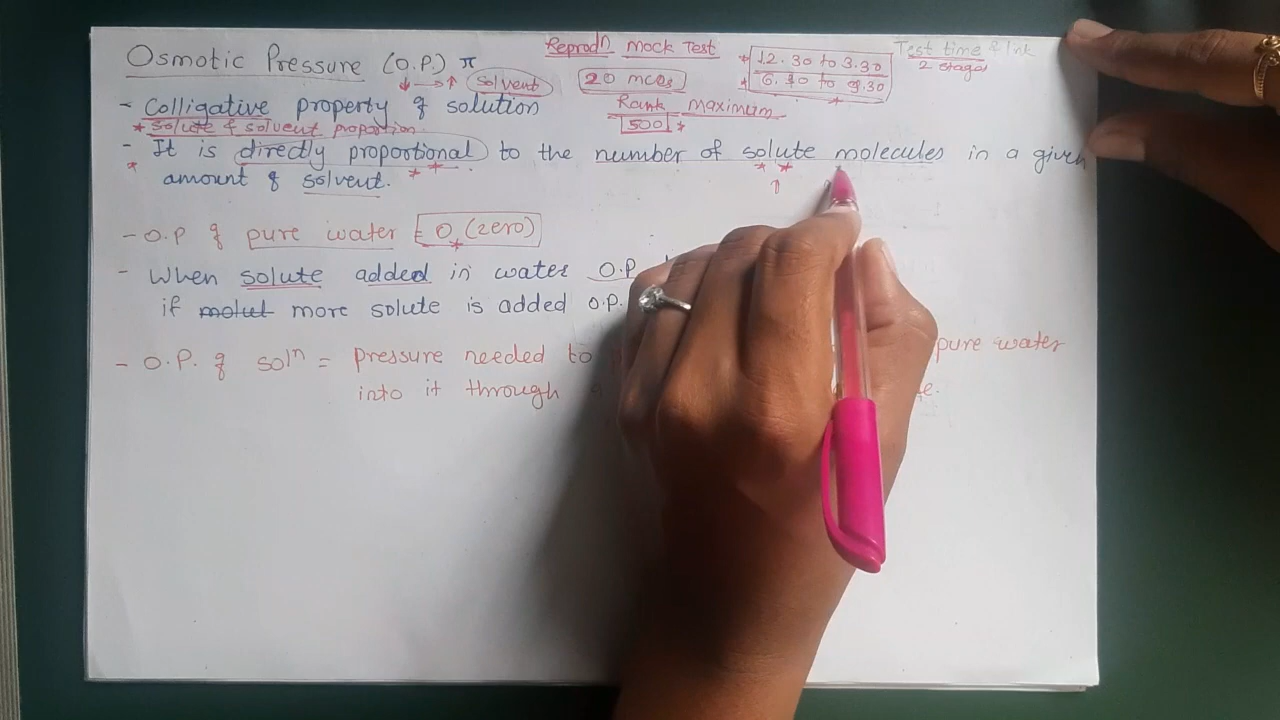 Osmotic Pressure (O.P) π
Reprodn Mock Test
12.30 to 3.30
6.30 to 9.30
Test time & link
2 stages
solvent
20 mcqs
- Colligative property of solution
Rank maximum
500
solute & solvent proportion
- It is directly proportional to the number of solute molecules in a given
amount of solvent.
- O.P of pure water = 0 (zero)
- When solute added in water O.P
if molut more solute is added O.P.
- O.P. of soln = pressure needed to pure water
into it through